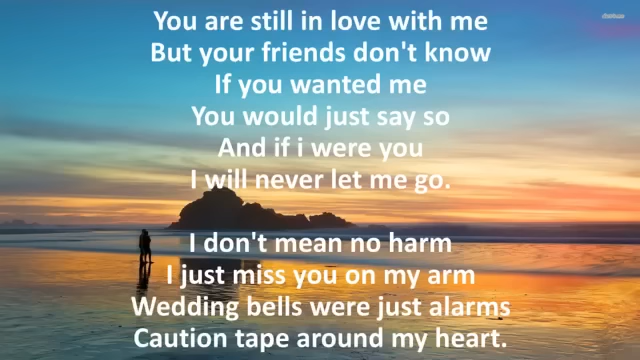 You are still in love with me
But your friends don't know
If you wanted me
You would just say so
And if i were you
I will never let me go.
I don't mean no harm
I just miss you on my arm
Wedding bells were just alarms
Caution tape around my heart.